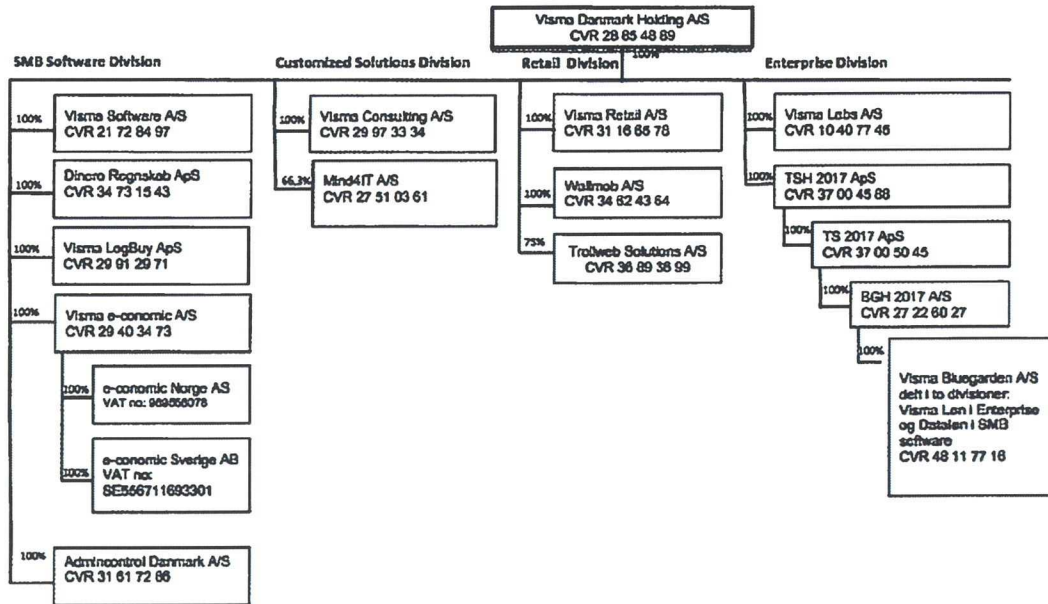 Visma Danmark Holding A/S
CVR 28 85 48 89
100%
SMB Software Division
100%
Visma Software A/S
CVR 21 72 84 97
100%
Dinero Regnskab ApS
CVR 34 73 15 43
100%
Visma LogBuy ApS
CVR 29 91 29 71
100%
Visma e-conomic A/S
CVR 29 40 34 73
100%
e-conomic Norge AS
VAT no: 989556078
100%
e-conomic Sverige AB
VAT no:
SE556711693301
100%
Admincontrol Danmark A/S
CVR 31 61 72 86
Customized Solutions Division
100%
Visma Consulting A/S
CVR 29 97 33 34
66,3%
Mind4IT A/S
CVR 27 51 03 61
Retail Division
100%
Visma Retail A/S
CVR 31 16 65 78
100%
Wallmob A/S
CVR 34 62 43 64
75%
Trollweb Solutions A/S
CVR 36 89 36 99
Enterprise Division
100%
Visma Labs A/S
CVR 10 40 77 45
100%
TSH 2017 ApS
CVR 37 00 45 88
100%
TS 2017 ApS
CVR 37 00 50 45
100%
BGH 2017 A/S
CVR 27 22 60 27
100%
Visma Bluegarden A/S
delt i to divisioner:
Visma Løn i Enterprise
og Dataløn i SMB
software
CVR 48 11 77 16